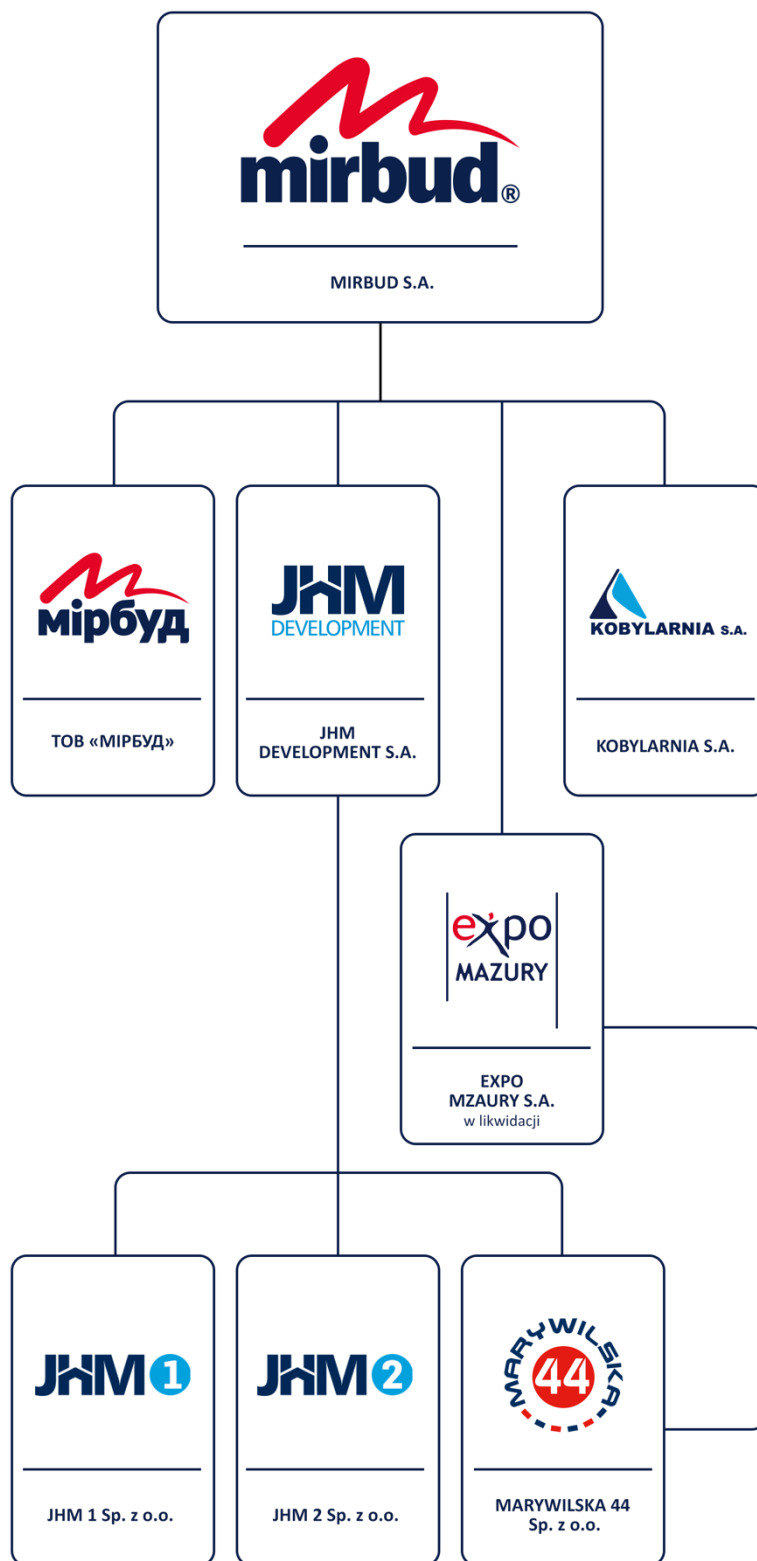 mirbud®
MIRBUD S.A.
мірбуд
ТОВ «МІРБУД»
JHM
DEVELOPMENT
JHM
DEVELOPMENT S.A.
KOBYLARNIA S.A.
KOBYLARNIA S.A.
expo
MAZURY
EXPO
MZAURY S.A.
w likwidacji
JHM 1
JHM 1 Sp. z o.o.
JHM 2
JHM 2 Sp. z o.o.
MARYWILSKA
44
MARYWILSKA 44
Sp. z o.o.